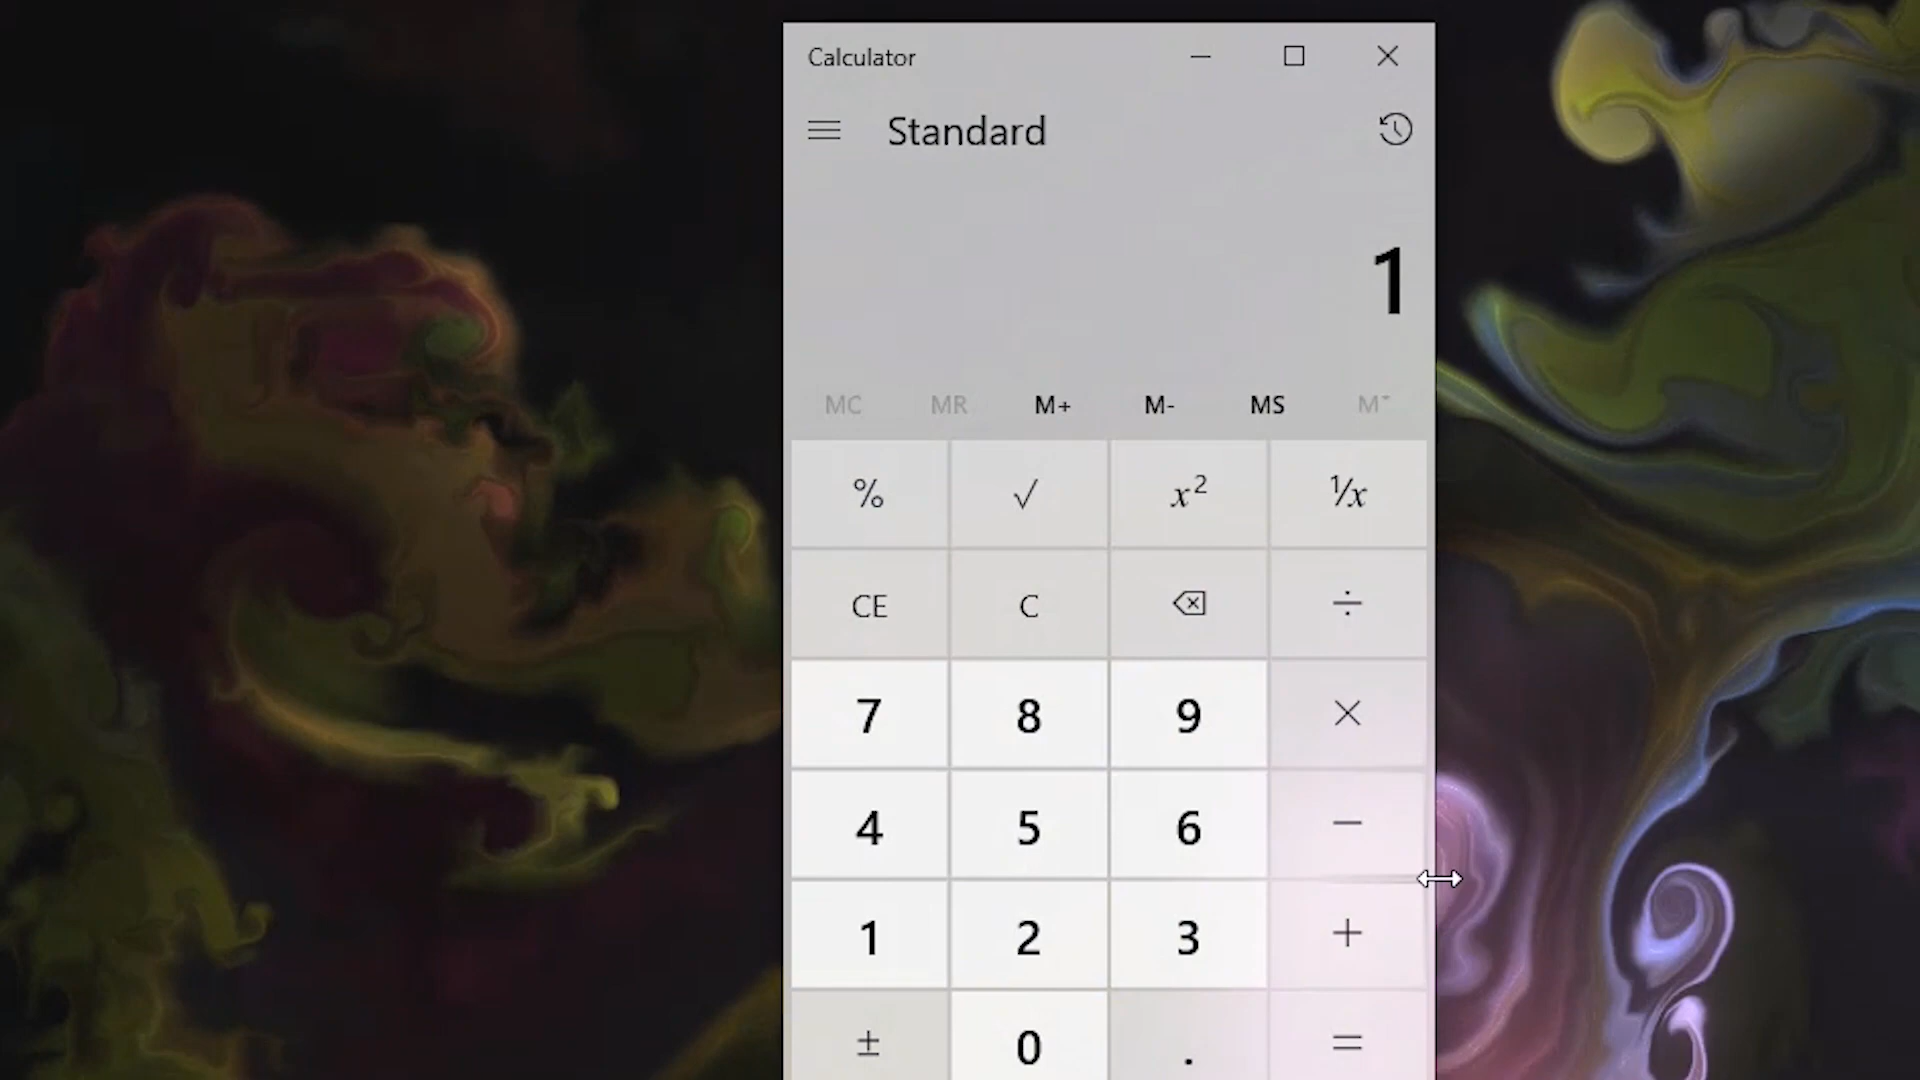 Calculator
Standard
1
MC MR M+ M- MS M˅
% √ x² ¹/x
CE C ÷
7 8 9 ×
4 5 6 −
1 2 3 +
± 0 . =